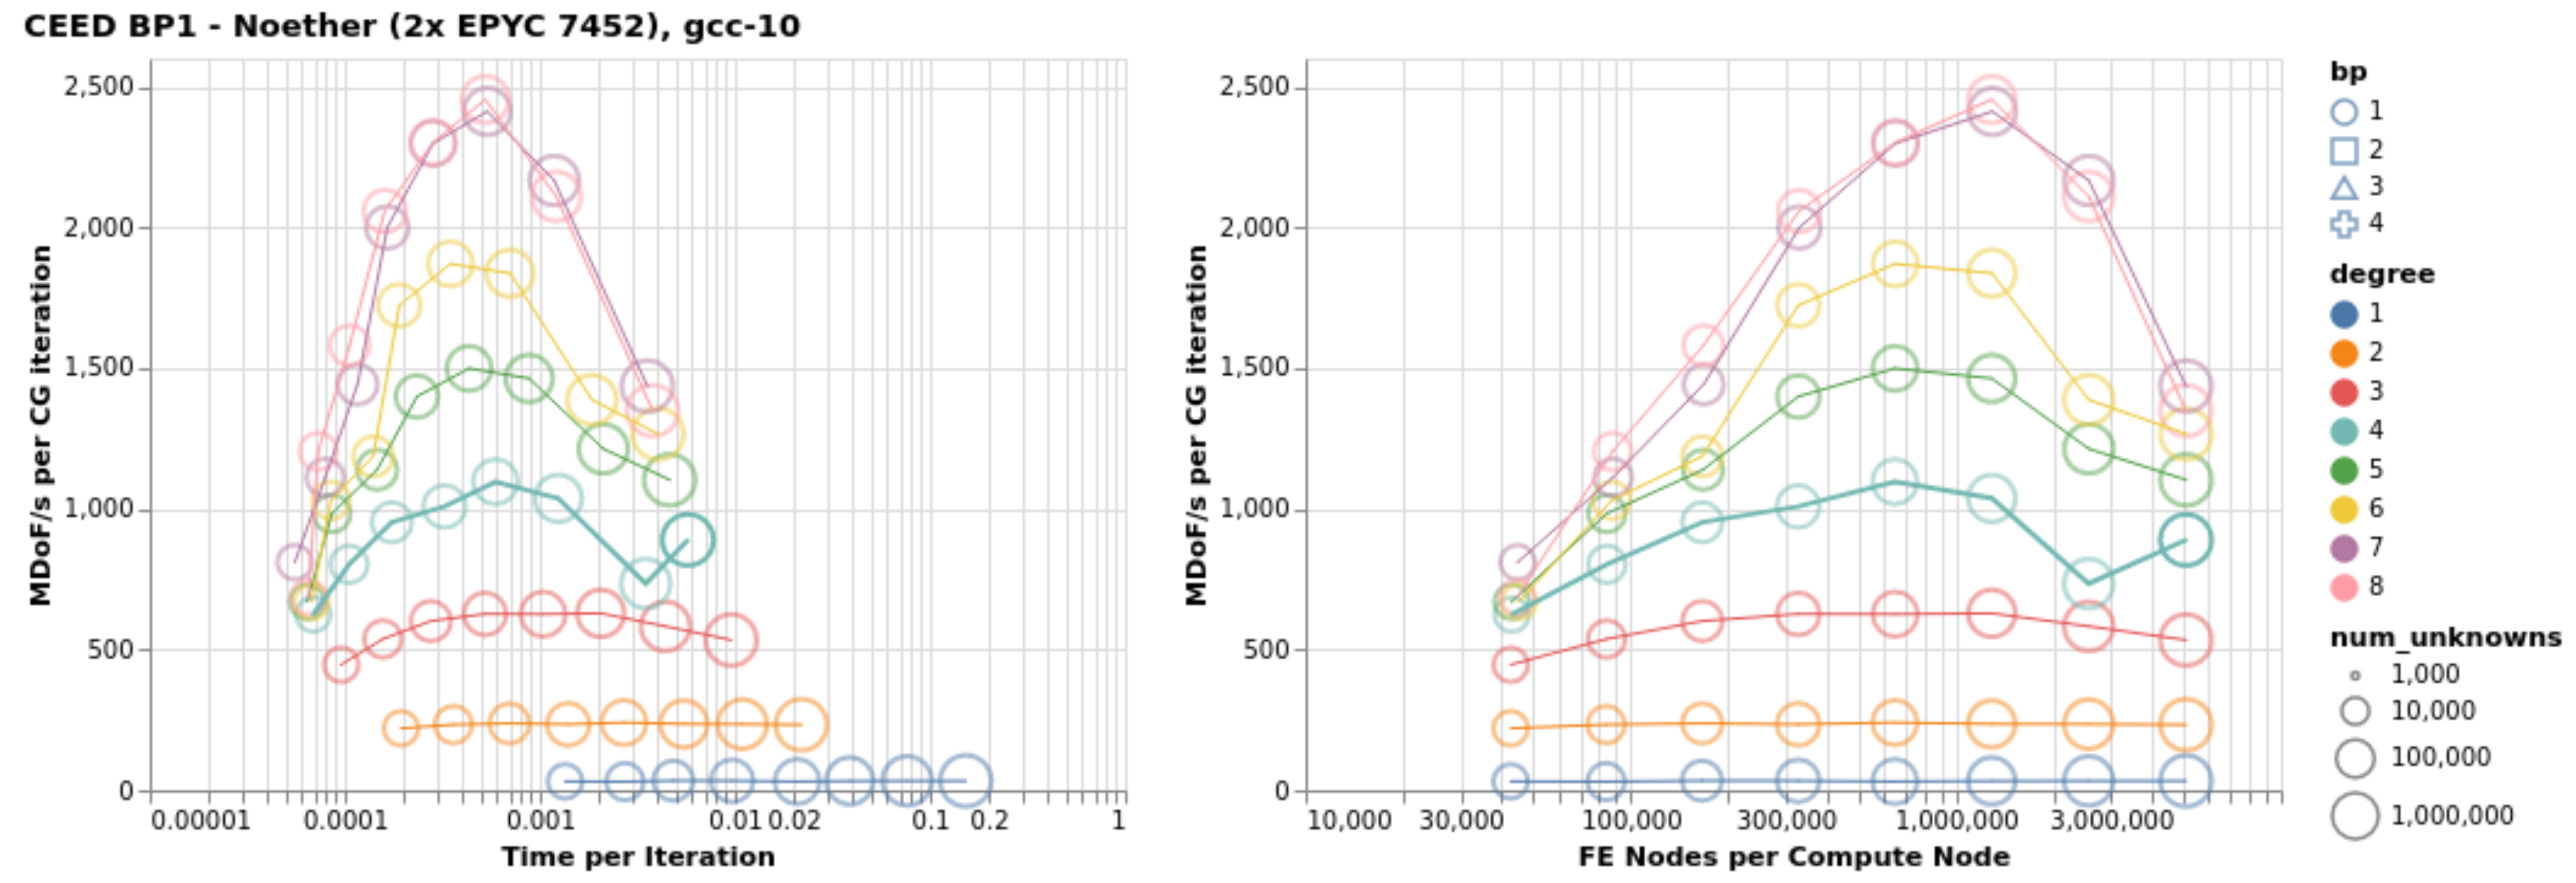 CEED BP1 - Noether (2x EPYC 7452), gcc-10
MDoF/s per CG iteration
2,500
2,000
1,500
1,000
500
0
0.00001 0.0001 0.001 0.01 0.02 0.1 0.2 1
Time per Iteration
MDoF/s per CG iteration
2,500
2,000
1,500
1,000
500
0
10,000 30,000 100,000 300,000 1,000,000 3,000,000
FE Nodes per Compute Node
bp
1
2
3
4
degree
1
2
3
4
5
6
7
8
num_unknowns
1,000
10,000
100,000
1,000,000